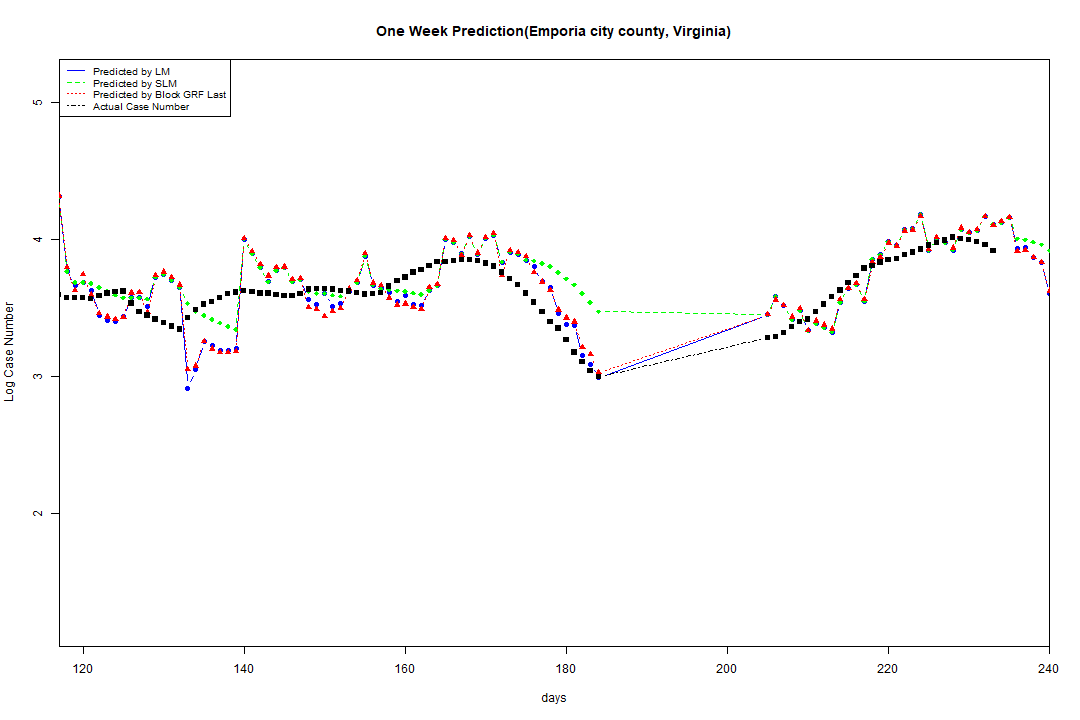 One Week Prediction(Emporia city county, Virginia)
Predicted by LM
Predicted by SLM
Predicted by Block GRF Last
Actual Case Number
5
4
3
2
Log Case Number
120 140 160 180 200 220 240
days